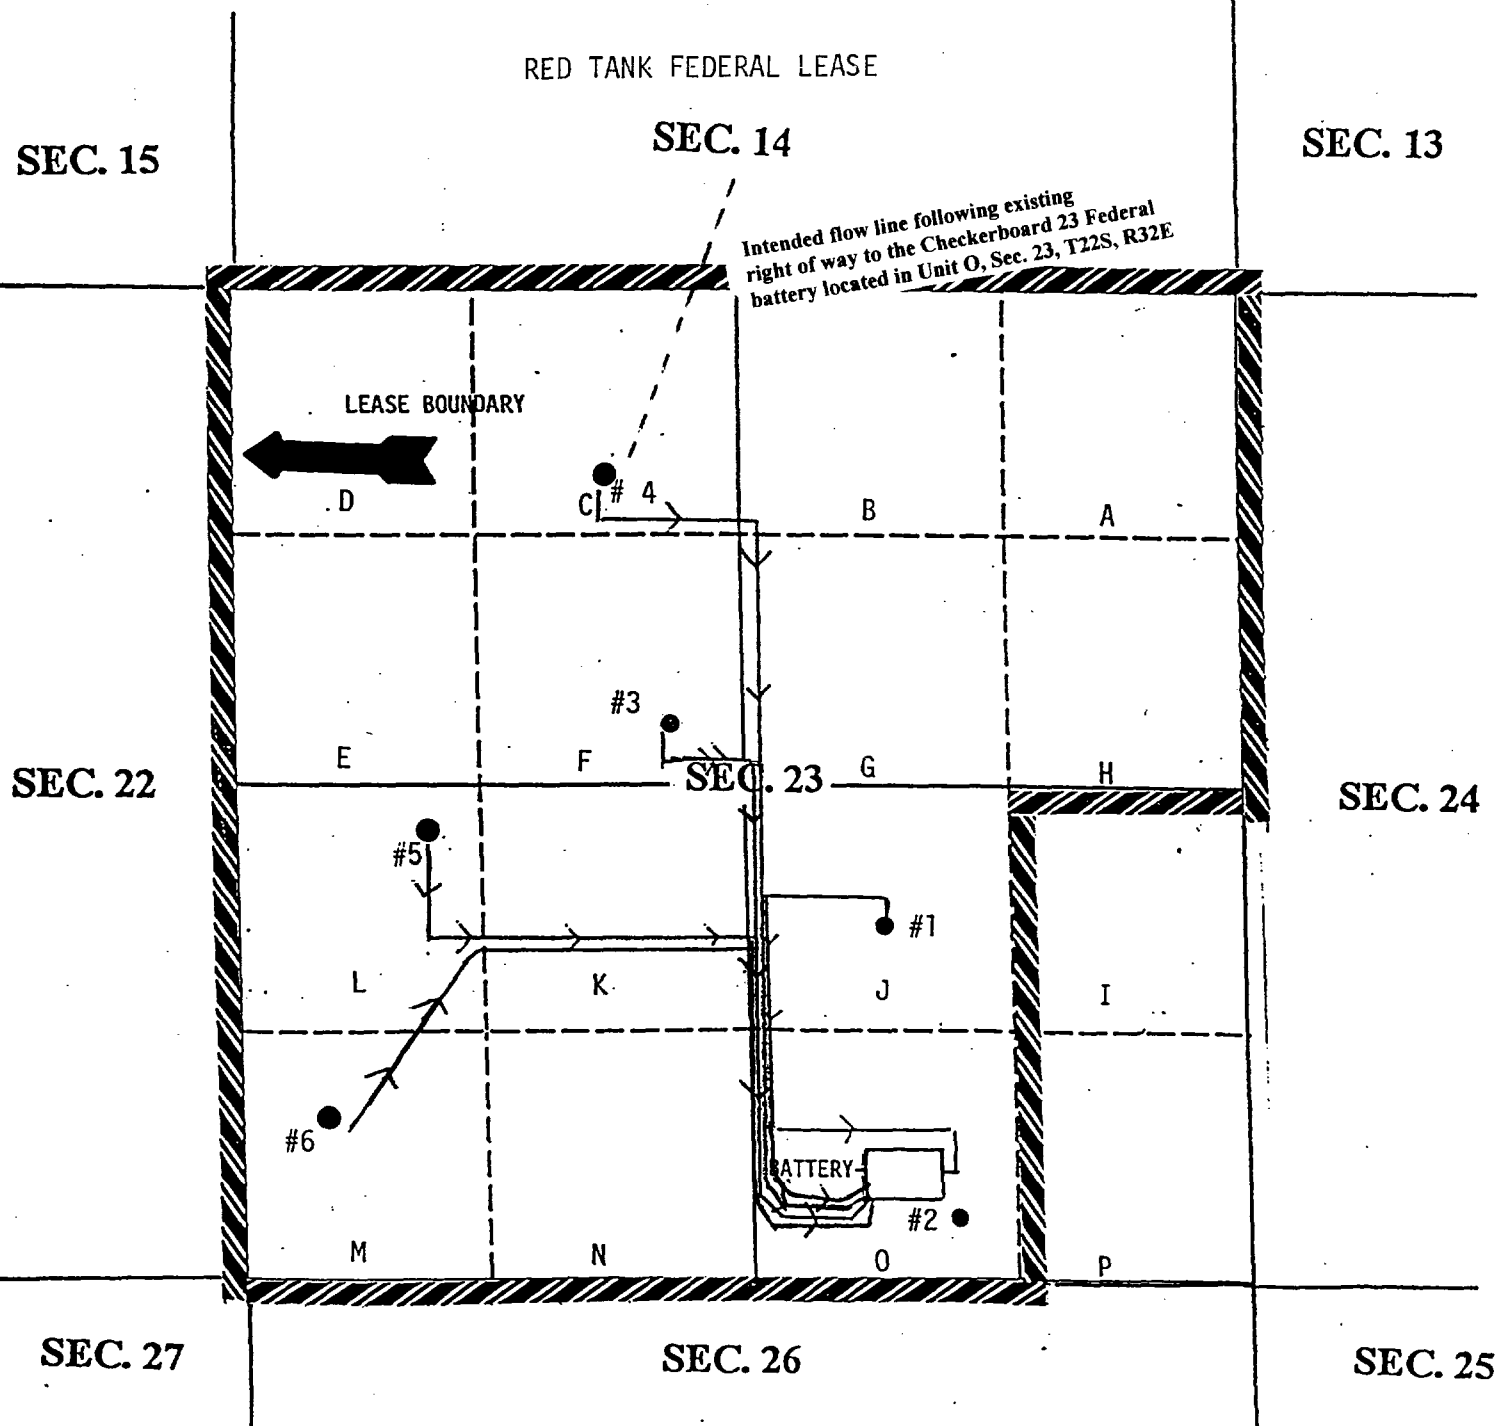 RED TANK FEDERAL LEASE
SEC. 15
SEC. 14
SEC. 13
Intended flow line following existing
right of way to the Checkerboard 23 Federal
battery located in Unit O, Sec. 23, T22S, R32E
LEASE BOUNDARY
D
C
# 4
B
A
#3
E
F
G
H
SEC. 22
SEC. 23
SEC. 24
#5
#1
L
K
J
I
#6
BATTERY
#2
M
N
O
P
SEC. 27
SEC. 26
SEC. 25